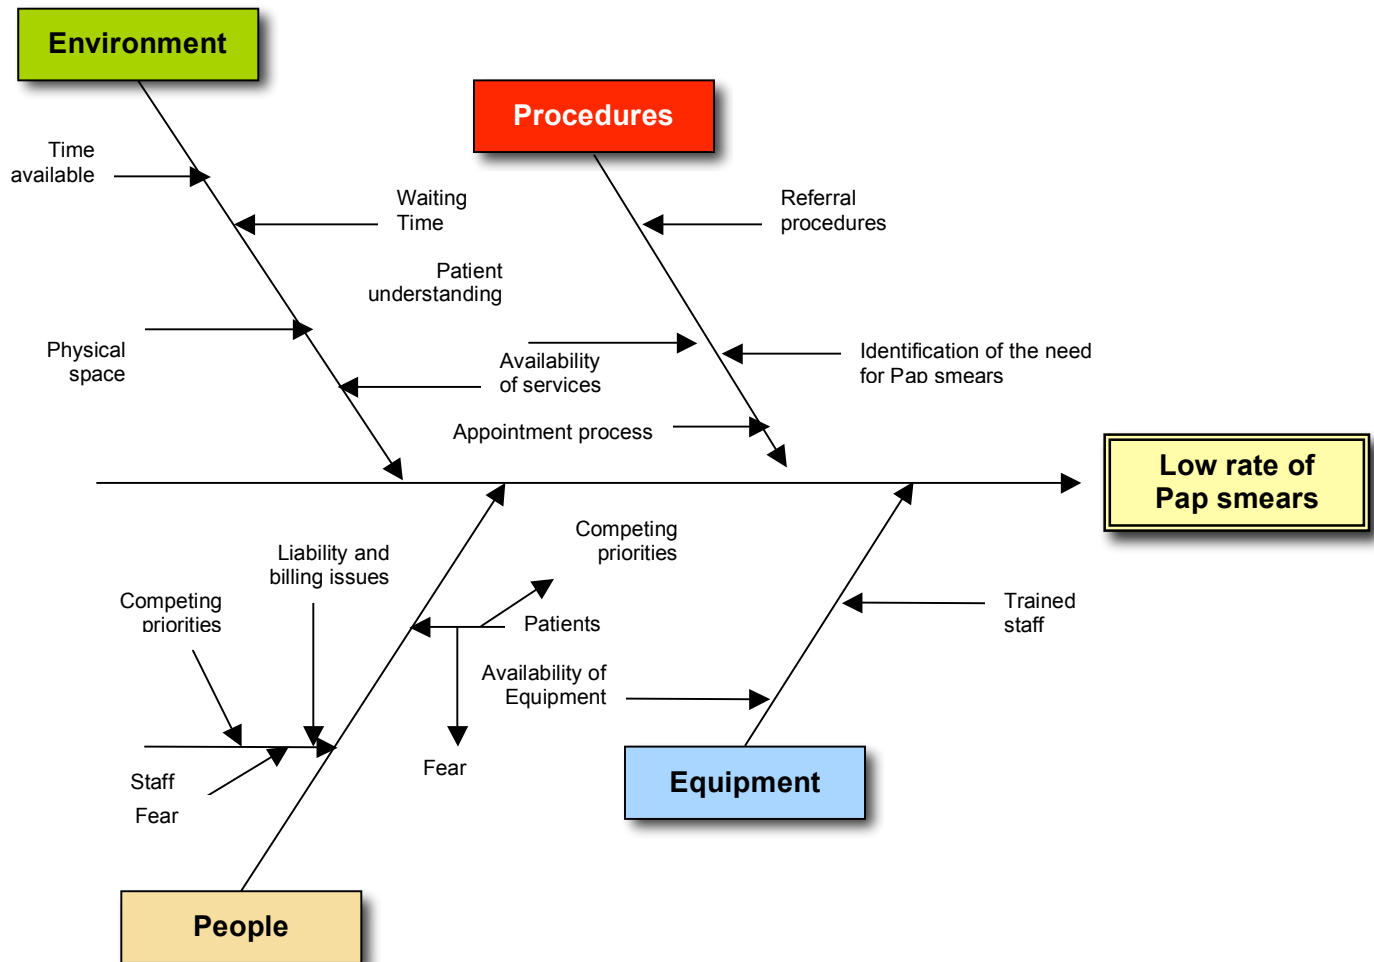 Environment
Procedures
Time
available
Waiting
Time
Referral
procedures
Patient
understanding
Physical
space
Availability
of services
Identification of the need
for Pap smears
Appointment process
Low rate of
Pap smears
Competing
priorities
Liability and
billing issues
Competing
priorities
Patients
Trained
staff
Availability of
Equipment
Staff
Fear
Fear
Equipment
People